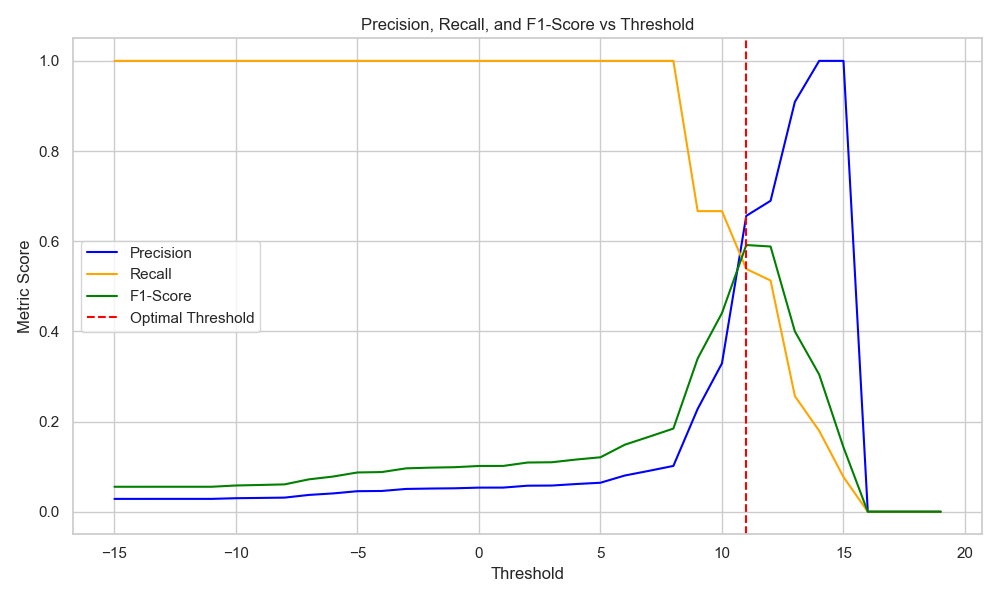 Precision, Recall, and F1-Score vs Threshold
1.0
0.8
0.6
0.4
0.2
0.0
Metric Score
Precision
Recall
F1-Score
Optimal Threshold
−15
−10
−5
0
5
10
15
20
Threshold